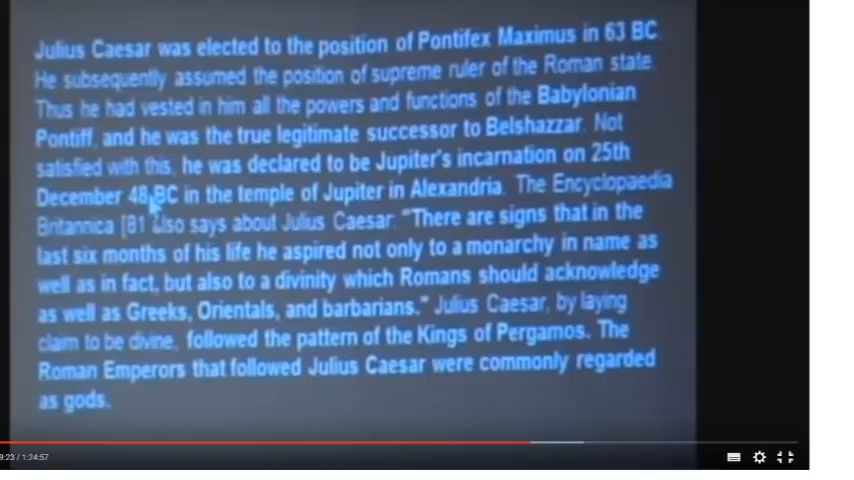 Julius Caesar was elected to the position of Pontifex Maximus in 63 BC.
He subsequently assumed the position of supreme ruler of the Roman state.
Thus he had vested in him all the powers and functions of the Babylonian
Pontiff, and he was the true legitimate successor to Belshazzar. Not
satisfied with this, he was declared to be Jupiter's incarnation on 25th
December 48 BC in the temple of Jupiter in Alexandria. The Encyclopaedia
Britannica [81 also says about Julius Caesar: "There are signs that in the
last six months of his life he aspired not only to a monarchy in name as
well as in fact, but also to a divinity which Romans should acknowledge
as well as Greeks, Orientals, and barbarians." Julius Caesar, by laying
claim to be divine, followed the pattern of the Kings of Pergamos. The
Roman Emperors that followed Julius Caesar were commonly regarded
as gods.
9:23 / 1:24:57